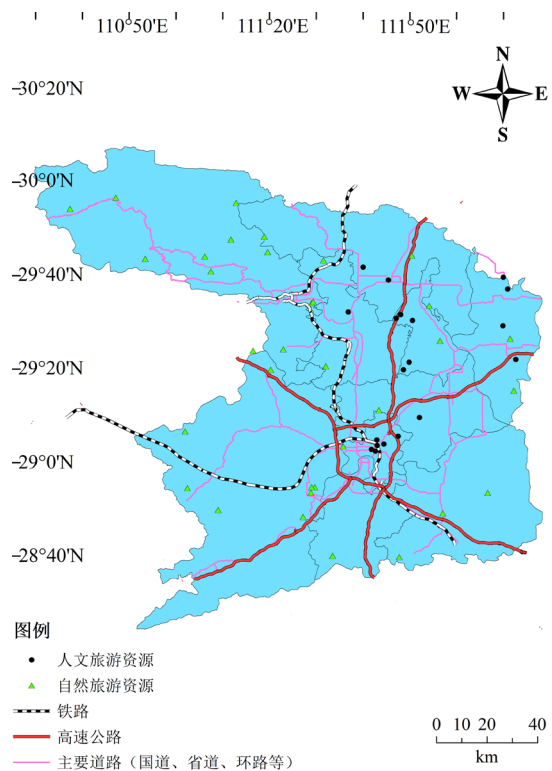 110°50'E 111°20'E 111°50'E
30°20'N
30°0'N
29°40'N
29°20'N
29°0'N
28°40'N
N
W E
S
图例
人文旅游资源
自然旅游资源
铁路
高速公路
主要道路（国道、省道、环路等）
0 10 20 40
km